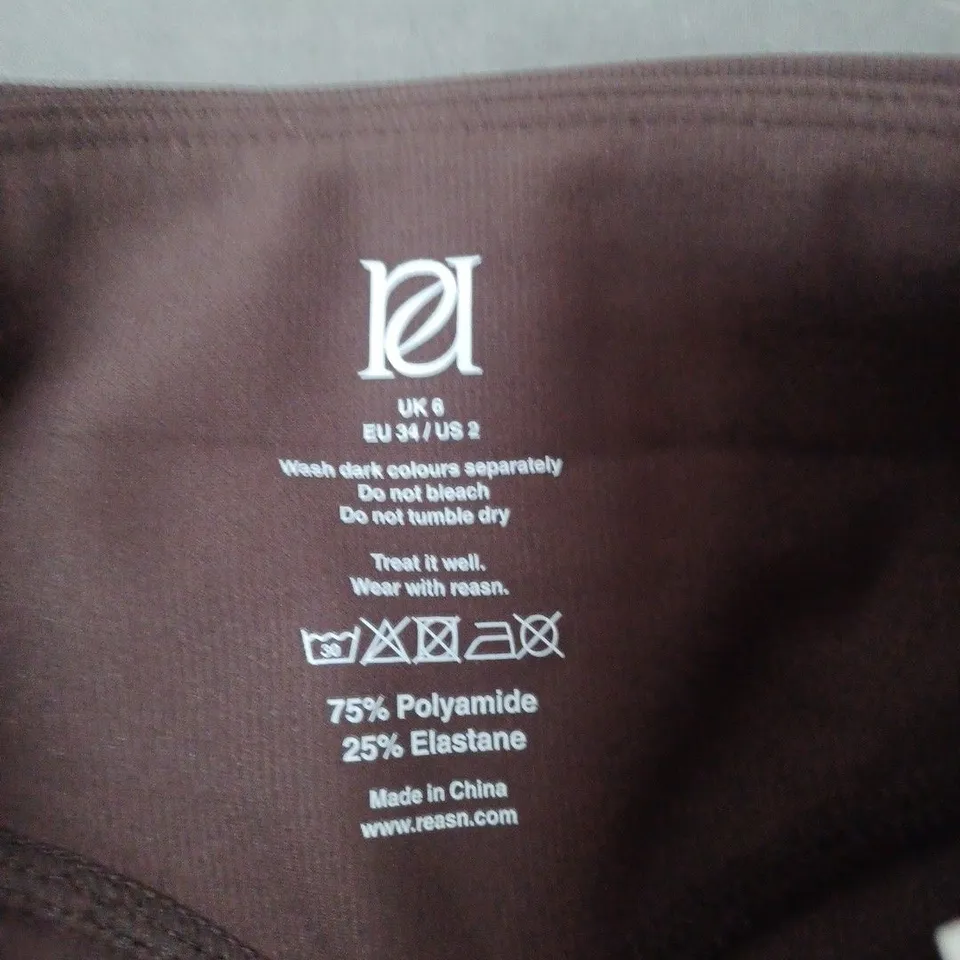 UK 6
EU 34 / US 2
Wash dark colours separately
Do not bleach
Do not tumble dry
Treat it well.
Wear with reasn.
30
75% Polyamide
25% Elastane
Made in China
www.reasn.com